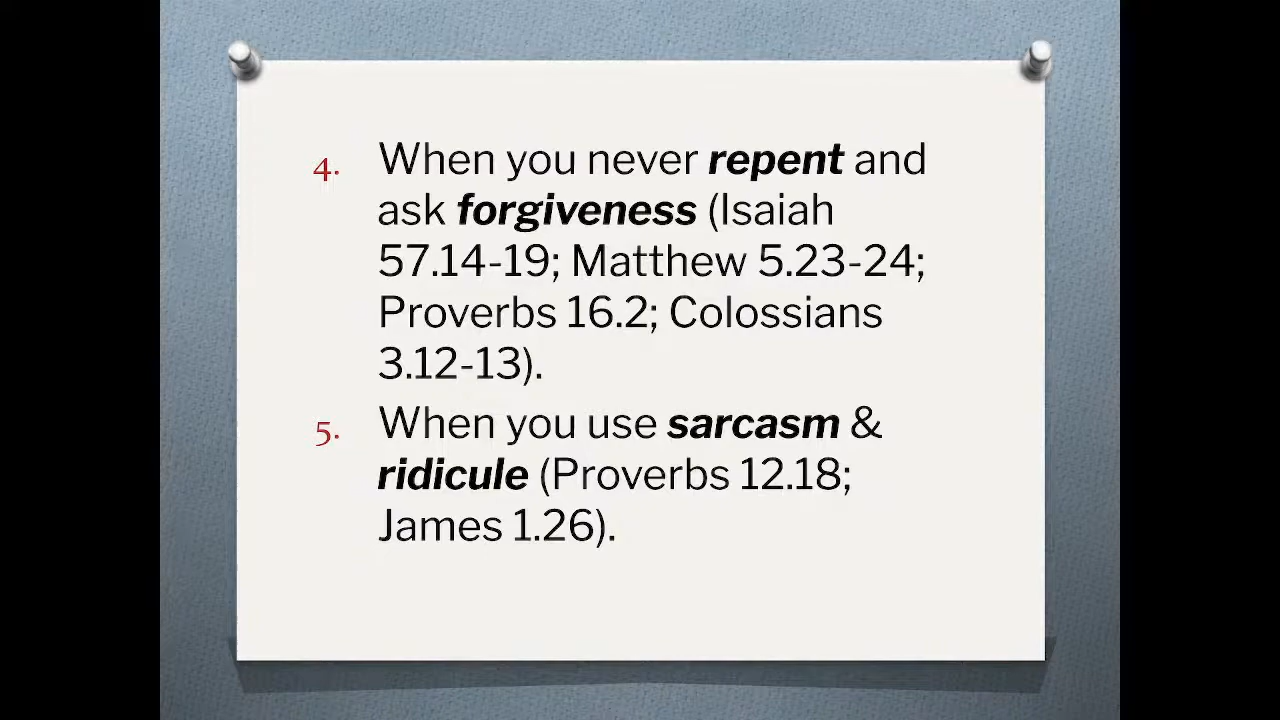 4. When you never repent and
ask forgiveness (Isaiah
57.14-19; Matthew 5.23-24;
Proverbs 16.2; Colossians
3.12-13).
5. When you use sarcasm &
ridicule (Proverbs 12.18;
James 1.26).